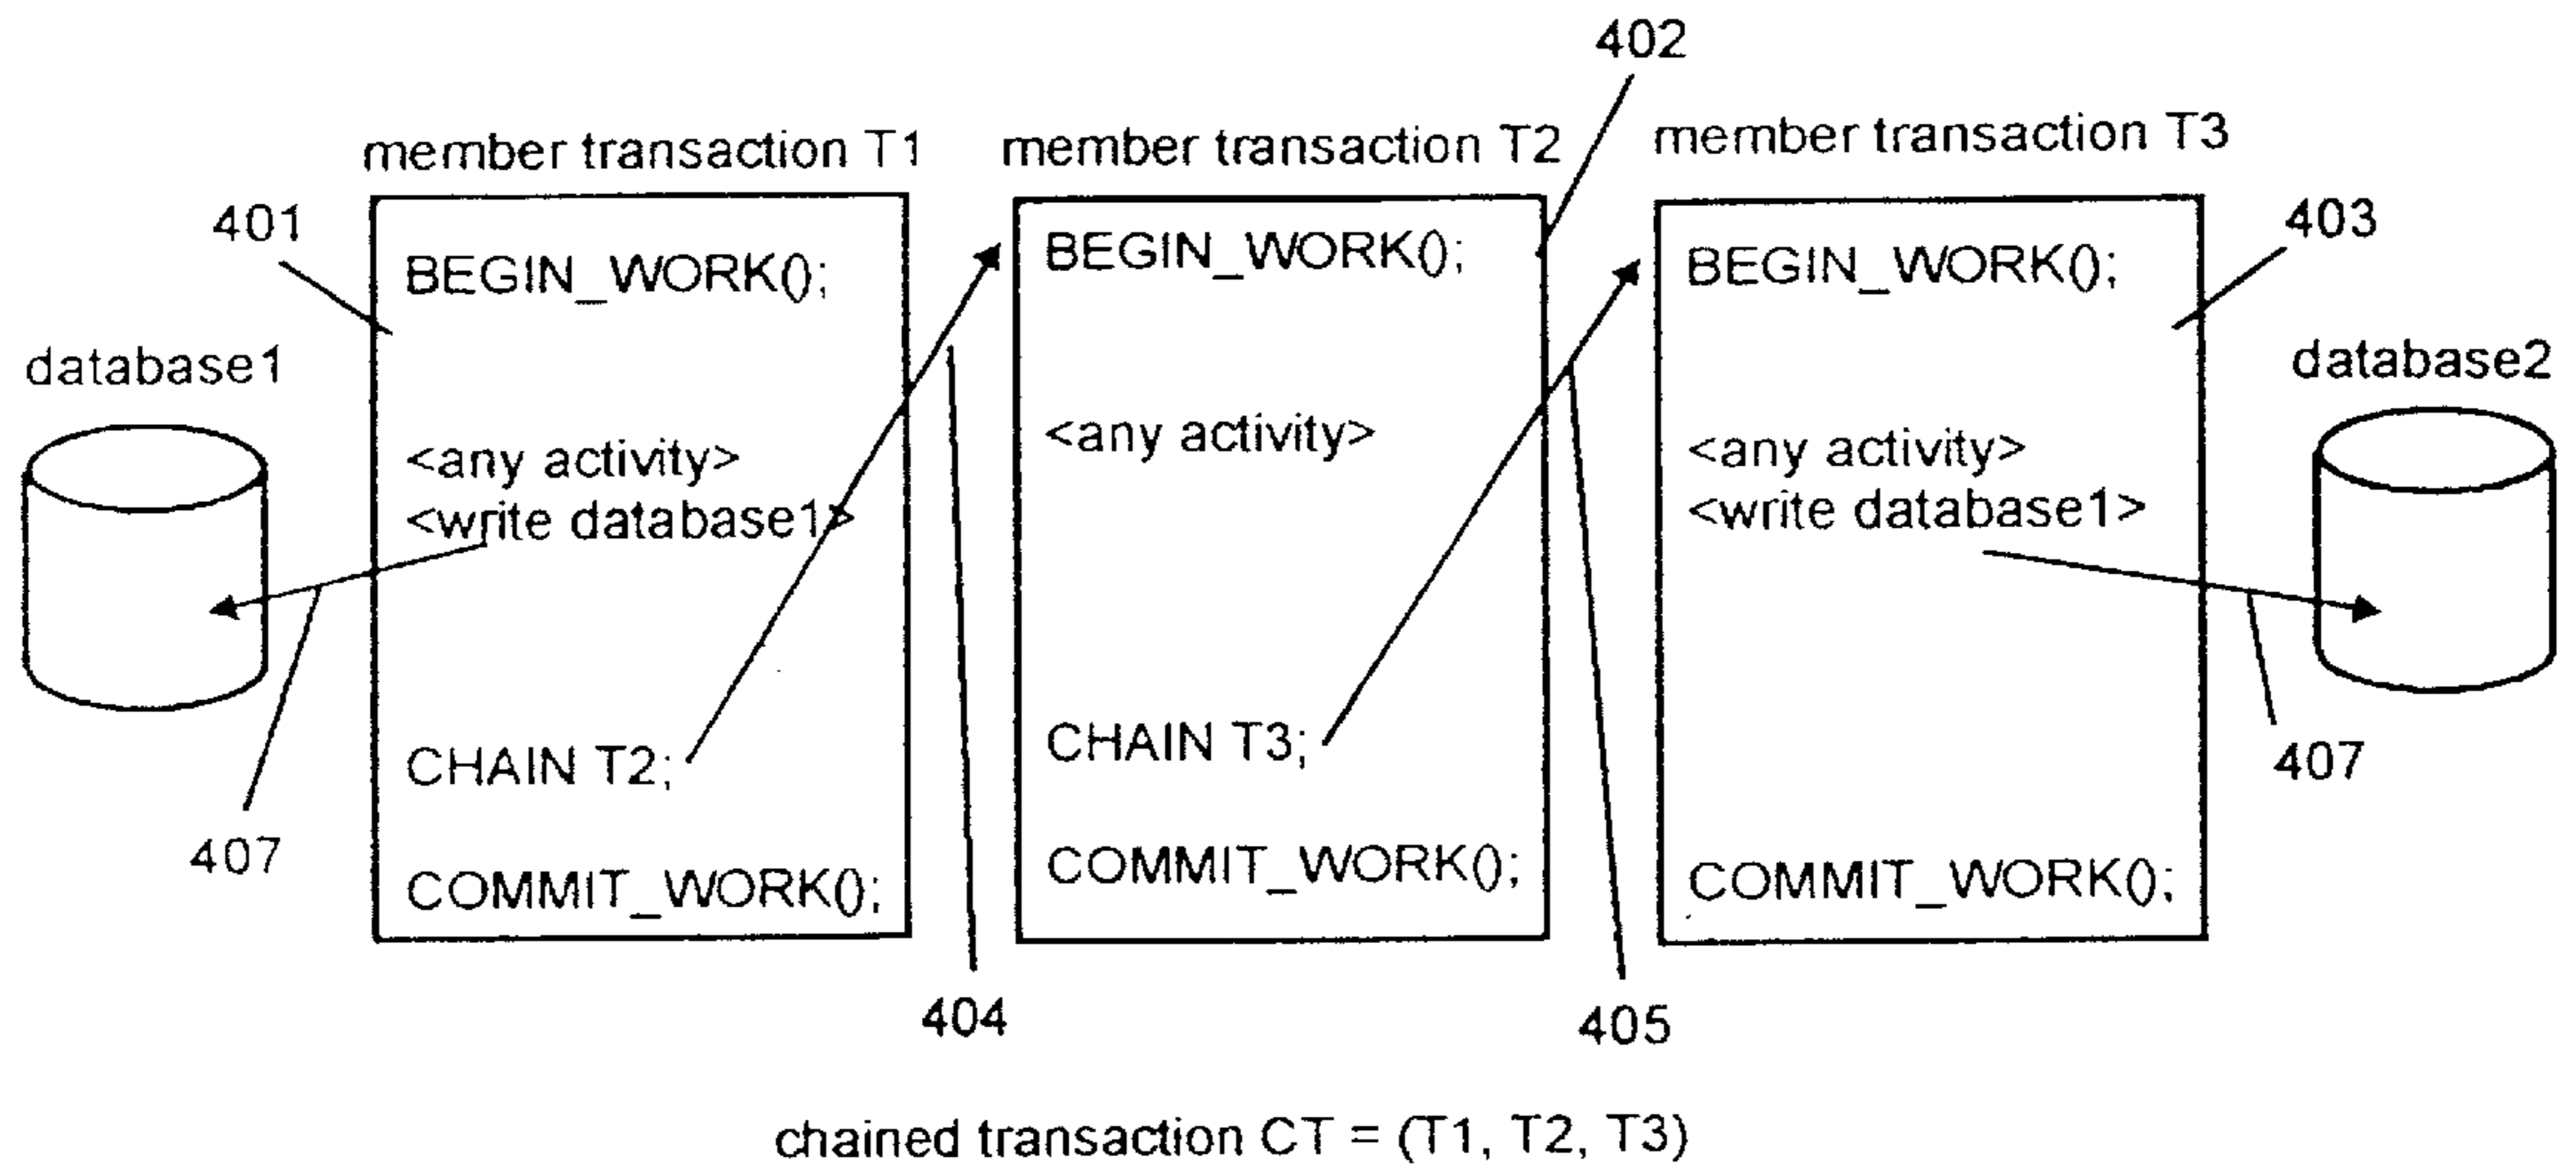 402
member transaction T1
member transaction T2
member transaction T3
401
403
BEGIN_WORK();
BEGIN_WORK();
BEGIN_WORK();
database1
database2
<any activity>
<write database1>
<any activity>
<any activity>
<write database1>
CHAIN T2;
CHAIN T3;
407
407
COMMIT_WORK();
COMMIT_WORK();
COMMIT_WORK();
404
405
chained transaction CT = (T1, T2, T3)